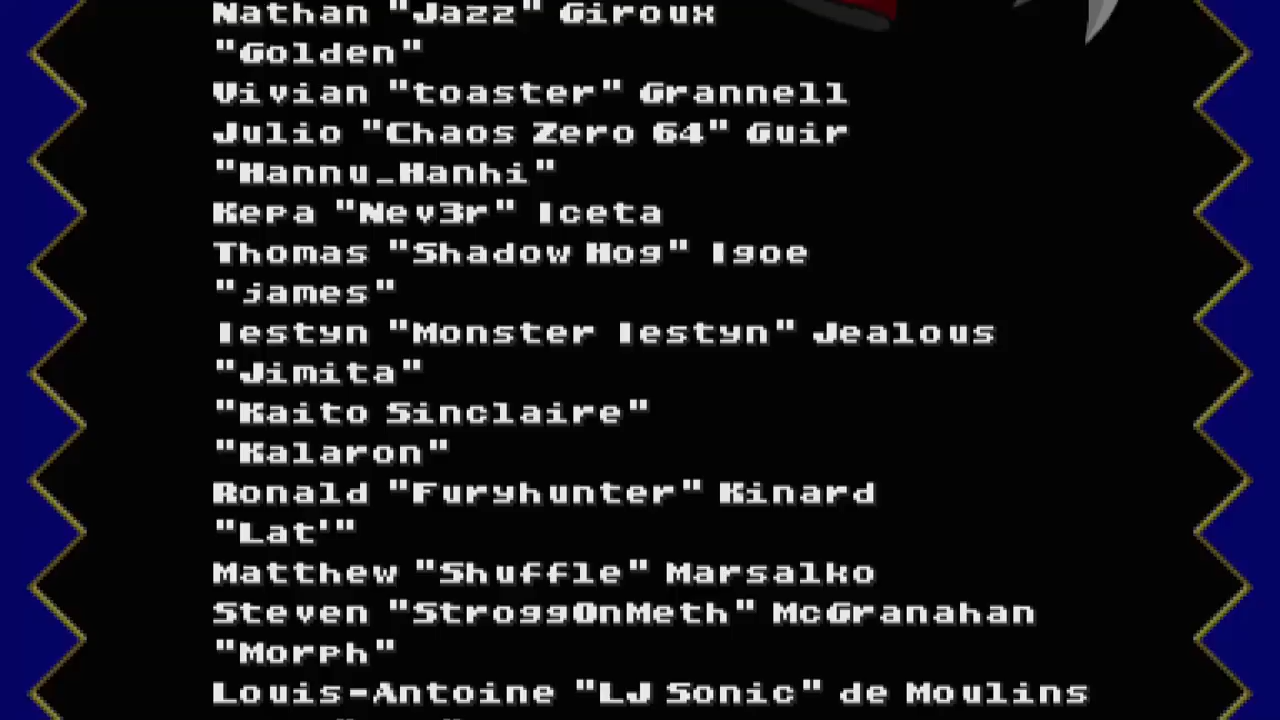 Nathan "Jazz" Giroux
"Golden"
Vivian "toaster" Grannell
Julio "Chaos Zero 64" Guir
"Hannu_Hanhi"
Kepa "Nev3r" Iceta
Thomas "Shadow Hog" Igoe
"james"
Iestyn "Monster Iestyn" Jealous
"Jimita"
"Kaito Sinclaire"
"Kalaron"
Ronald "Furyhunter" Kinard
"Lat'"
Matthew "Shuffle" Marsalko
Steven "StroggOnMeth" McGranahan
"Morph"
Louis-Antoine "LJ Sonic" de Moulins